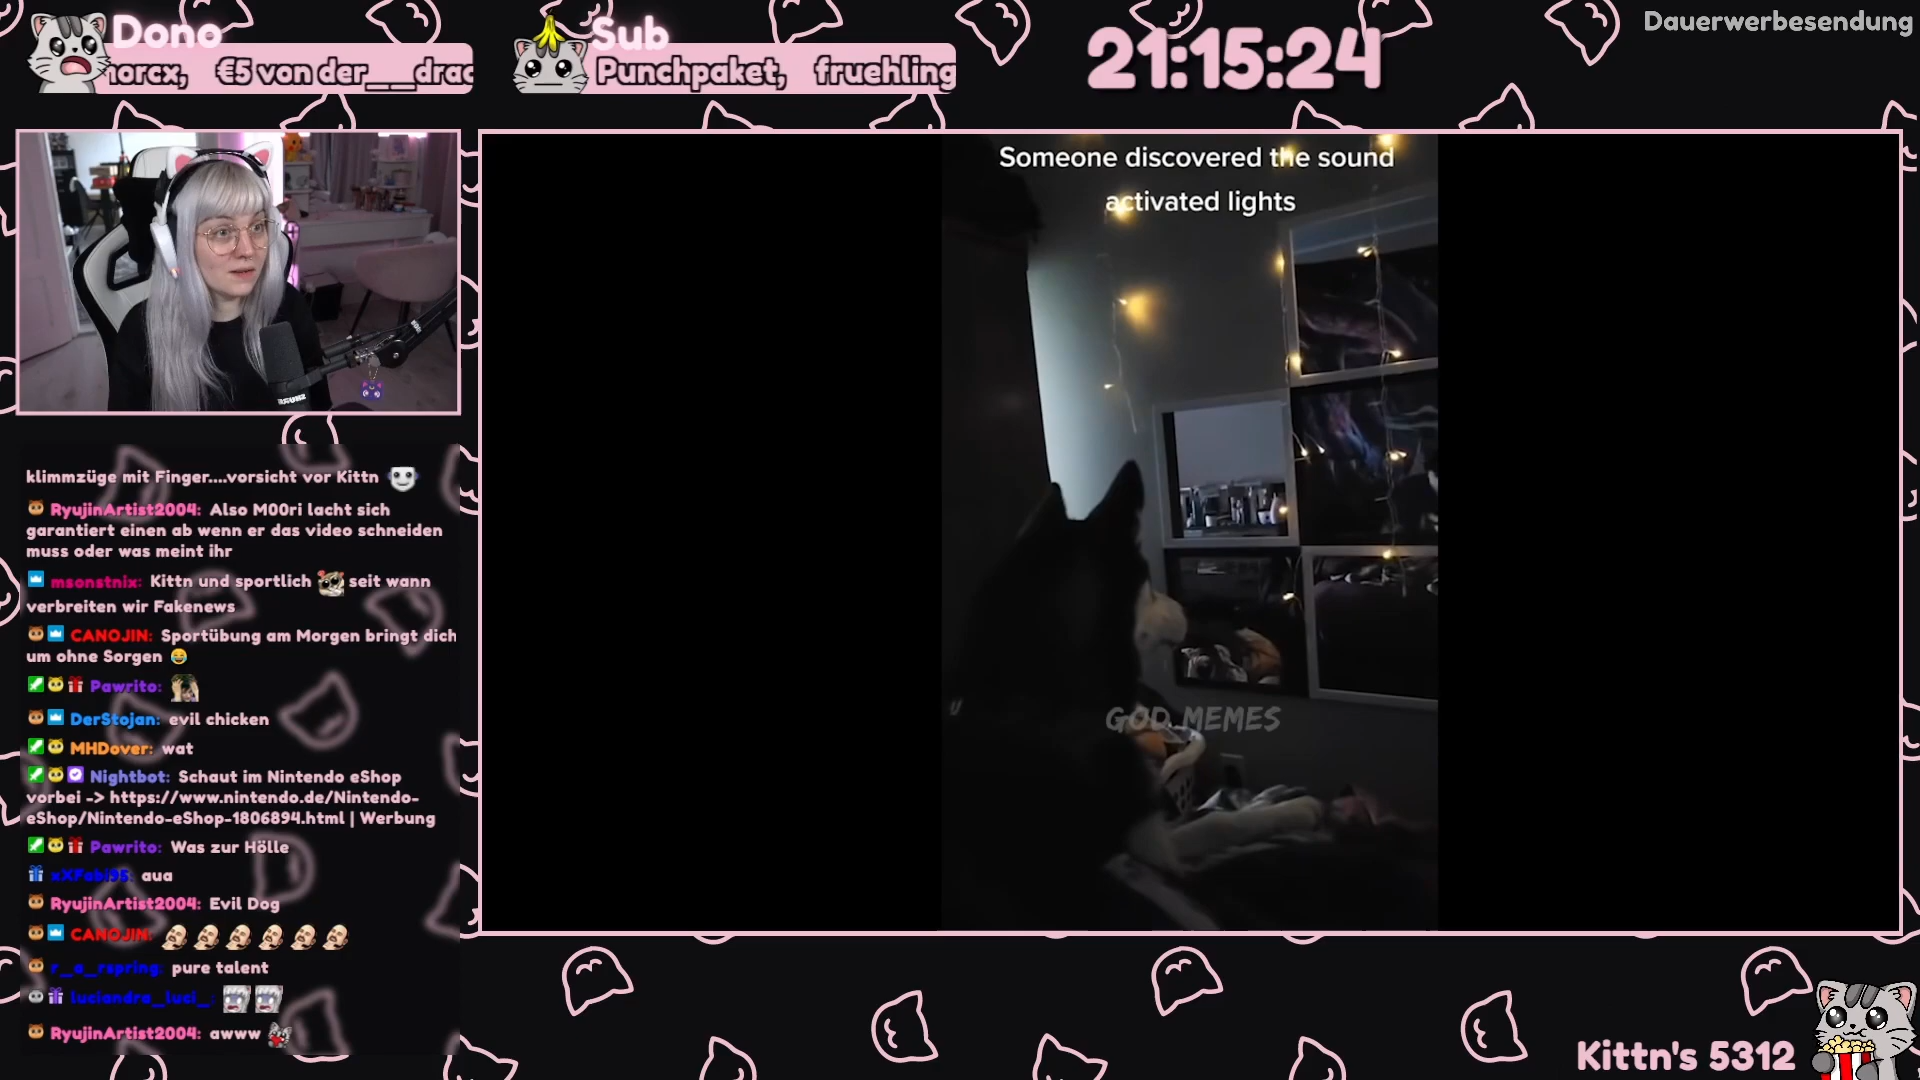 Dono
norcx, €5 von der__drac
Sub
Punchpaket, fruehling
21:15:24
Dauerwerbesendung
Someone discovered the sound
activated lights
GOD MEMES
klimmzüge mit Finger....vorsicht vor Kittn
RyujinArtist2004: Also M00ri lacht sich
garantiert einen ab wenn er das video schneiden
muss oder was meint ihr
msonstnix: Kittn und sportlich seit wann
verbreiten wir Fakenews
CANOJIN: Sportübung am Morgen bringt dich
um ohne Sorgen
Pawrito:
DerStojan: evil chicken
MHDover: wat
Nightbot: Schaut im Nintendo eShop
vorbei -> https://www.nintendo.de/Nintendo-
eShop/Nintendo-eShop-1806894.html | Werbung
Pawrito: Was zur Hölle
xXFabi95: aua
RyujinArtist2004: Evil Dog
CANOJIN:
r_a_rspring: pure talent
luciandra_luci_:
RyujinArtist2004: awww
Kittn's 5312